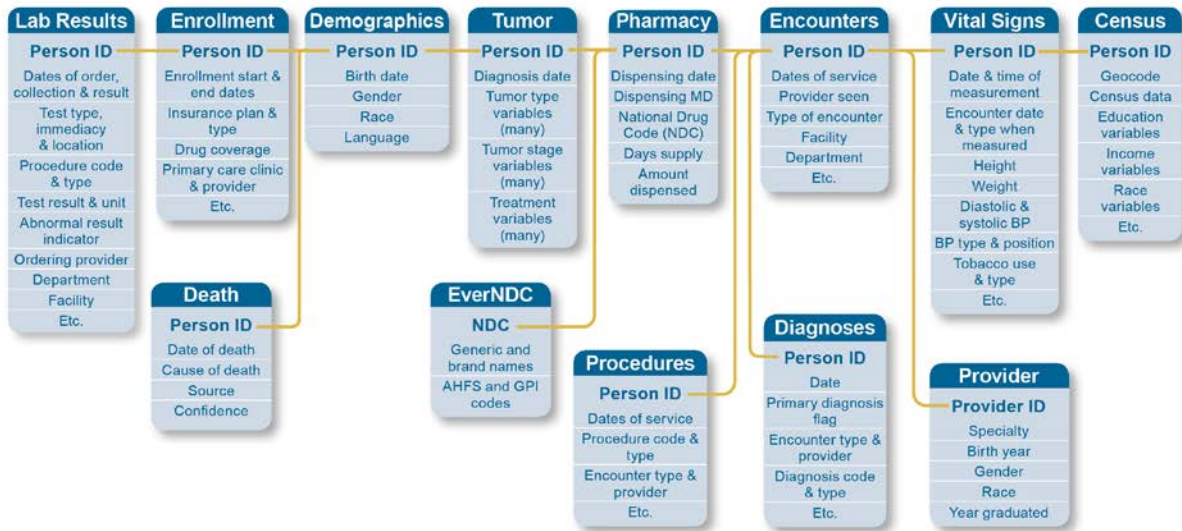 Lab Results
Person ID
Dates of order,
collection & result
Test type,
immediacy
& location
Procedure code
& type
Test result & unit
Abnormal result
indicator
Ordering provider
Department
Facility
Etc.
Enrollment
Person ID
Enrollment start &
end dates
Insurance plan &
type
Drug coverage
Primary care clinic
& provider
Etc.
Demographics
Person ID
Birth date
Gender
Race
Language
Tumor
Person ID
Diagnosis date
Tumor type
variables
(many)
Tumor stage
variables
(many)
Treatment
variables
(many)
Pharmacy
Person ID
Dispensing date
Dispensing MD
National Drug
Code (NDC)
Days supply
Amount
dispensed
Encounters
Person ID
Dates of service
Provider seen
Type of encounter
Facility
Department
Etc.
Vital Signs
Person ID
Date & time of
measurement
Encounter date
& type when
measured
Height
Weight
Diastolic &
systolic BP
BP type & position
Tobacco use
& type
Etc.
Census
Person ID
Geocode
Census data
Education
variables
Income
variables
Race
variables
Etc.
Death
Person ID
Date of death
Cause of death
Source
Confidence
EverNDC
NDC
Generic and
brand names
AHFS and GPI
codes
Procedures
Person ID
Dates of service
Procedure code &
type
Encounter type &
provider
Etc.
Diagnoses
Person ID
Date
Primary diagnosis
flag
Encounter type &
provider
Diagnosis code
& type
Etc.
Provider
Provider ID
Specialty
Birth year
Gender
Race
Year graduated